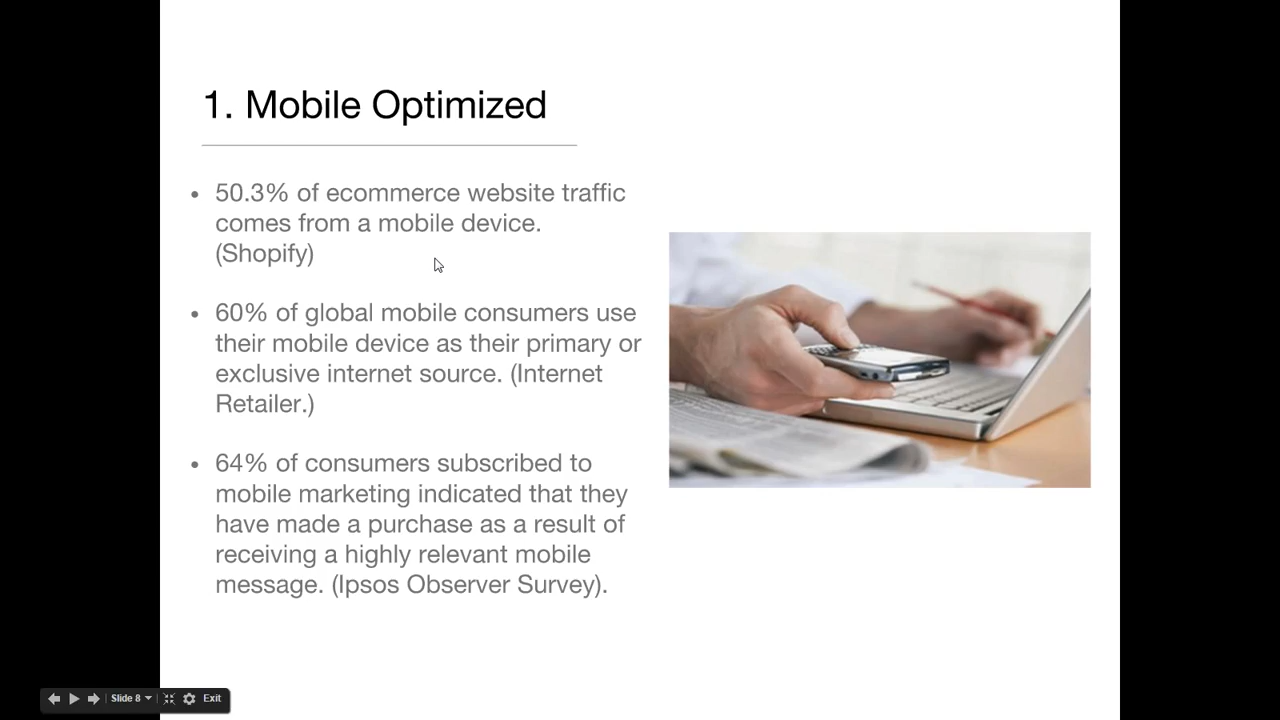 1. Mobile Optimized
• 50.3% of ecommerce website traffic
comes from a mobile device.
(Shopify)
• 60% of global mobile consumers use
their mobile device as their primary or
exclusive internet source. (Internet
Retailer.)
• 64% of consumers subscribed to
mobile marketing indicated that they
have made a purchase as a result of
receiving a highly relevant mobile
message. (Ipsos Observer Survey).
Slide 8 Exit